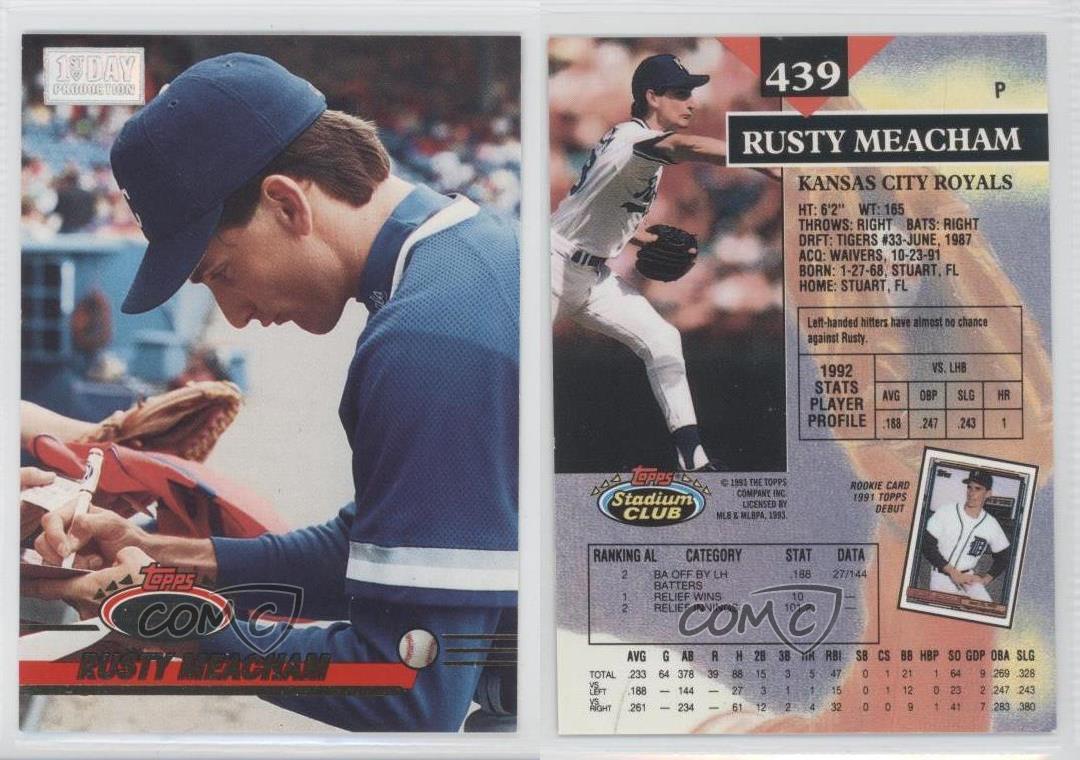 1ST DAY
PRODUCTION
Topps
COMC
RUSTY MEACHAM
439
P
RUSTY MEACHAM
KANSAS CITY ROYALS
HT: 6'2" WT: 165
THROWS: RIGHT BATS: RIGHT
DRFT: TIGERS #33-JUNE, 1987
ACQ: WAIVERS, 10-23-91
BORN: 1-27-68, STUART, FL
HOME: STUART, FL
Left-handed hitters have almost no chance
against Rusty.
1992
STATS
PLAYER
PROFILE
VS. LHB
AVG OBP SLG HR
.188 .247 .243 1
Topps
Stadium
CLUB
© 1993 THE TOPPS
COMPANY, INC.
LICENSED BY
MLB & MLBPA, 1993.
ROOKIE CARD
1991 TOPPS
DEBUT
Topps
RANKING AL CATEGORY STAT DATA
2 BA OFF BY LH .188 27/144
BATTERS
1 RELIEF WINS 10 —
2 RELIEF INNINGS —
COMC
AVG G AB R H 2B 3B HR RBI SB CS BB HBP SO GDP OBA SLG
TOTAL .233 64 378 39 88 15 3 5 47 0 1 21 1 64 9 .269 .328
VS. LEFT .188 — 144 — 27 3 1 1 15 0 1 12 0 23 2 .247 .243
VS. RIGHT .261 — 234 — 61 12 2 4 32 0 0 9 1 41 7 .283 .380